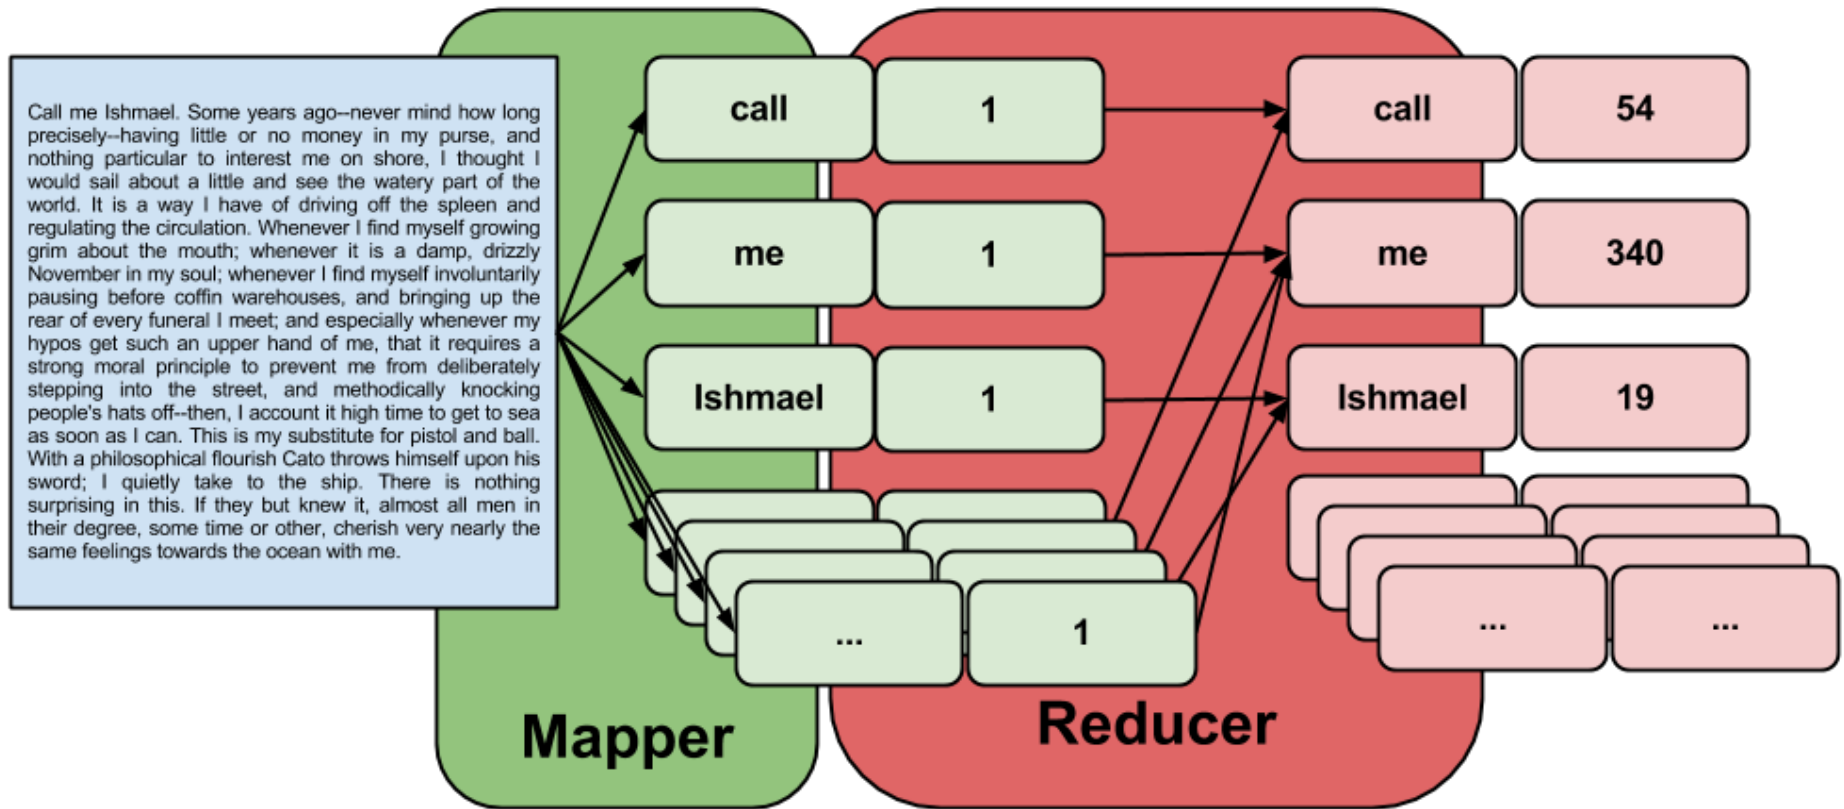 Call me Ishmael. Some years ago--never mind how long
precisely--having little or no money in my purse, and
nothing particular to interest me on shore, I thought I
would sail about a little and see the watery part of the
world. It is a way I have of driving off the spleen and
regulating the circulation. Whenever I find myself growing
grim about the mouth; whenever it is a damp, drizzly
November in my soul; whenever I find myself involuntarily
pausing before coffin warehouses, and bringing up the
rear of every funeral I meet; and especially whenever my
hypos get such an upper hand of me, that it requires a
strong moral principle to prevent me from deliberately
stepping into the street, and methodically knocking
people's hats off--then, I account it high time to get to sea
as soon as I can. This is my substitute for pistol and ball.
With a philosophical flourish Cato throws himself upon his
sword; I quietly take to the ship. There is nothing
surprising in this. If they but knew it, almost all men in
their degree, some time or other, cherish very nearly the
same feelings towards the ocean with me.
call 1
me 1
Ishmael 1
... 1
Mapper
call 54
me 340
Ishmael 19
... ...
Reducer